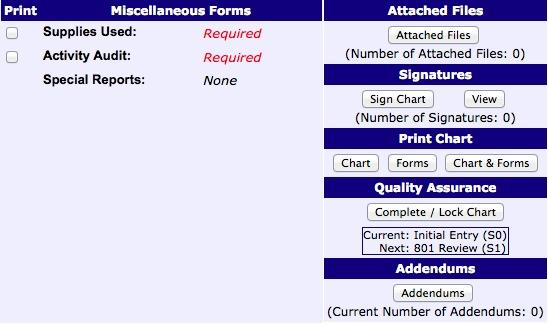 Print Miscellaneous Forms
Supplies Used: Required
Activity Audit: Required
Special Reports: None
Attached Files
Attached Files
(Number of Attached Files: 0)
Signatures
Sign Chart View
(Number of Signatures: 0)
Print Chart
Chart Forms Chart & Forms
Quality Assurance
Complete / Lock Chart
Current: Initial Entry (S0)
Next: 801 Review (S1)
Addendums
Addendums
(Current Number of Addendums: 0)